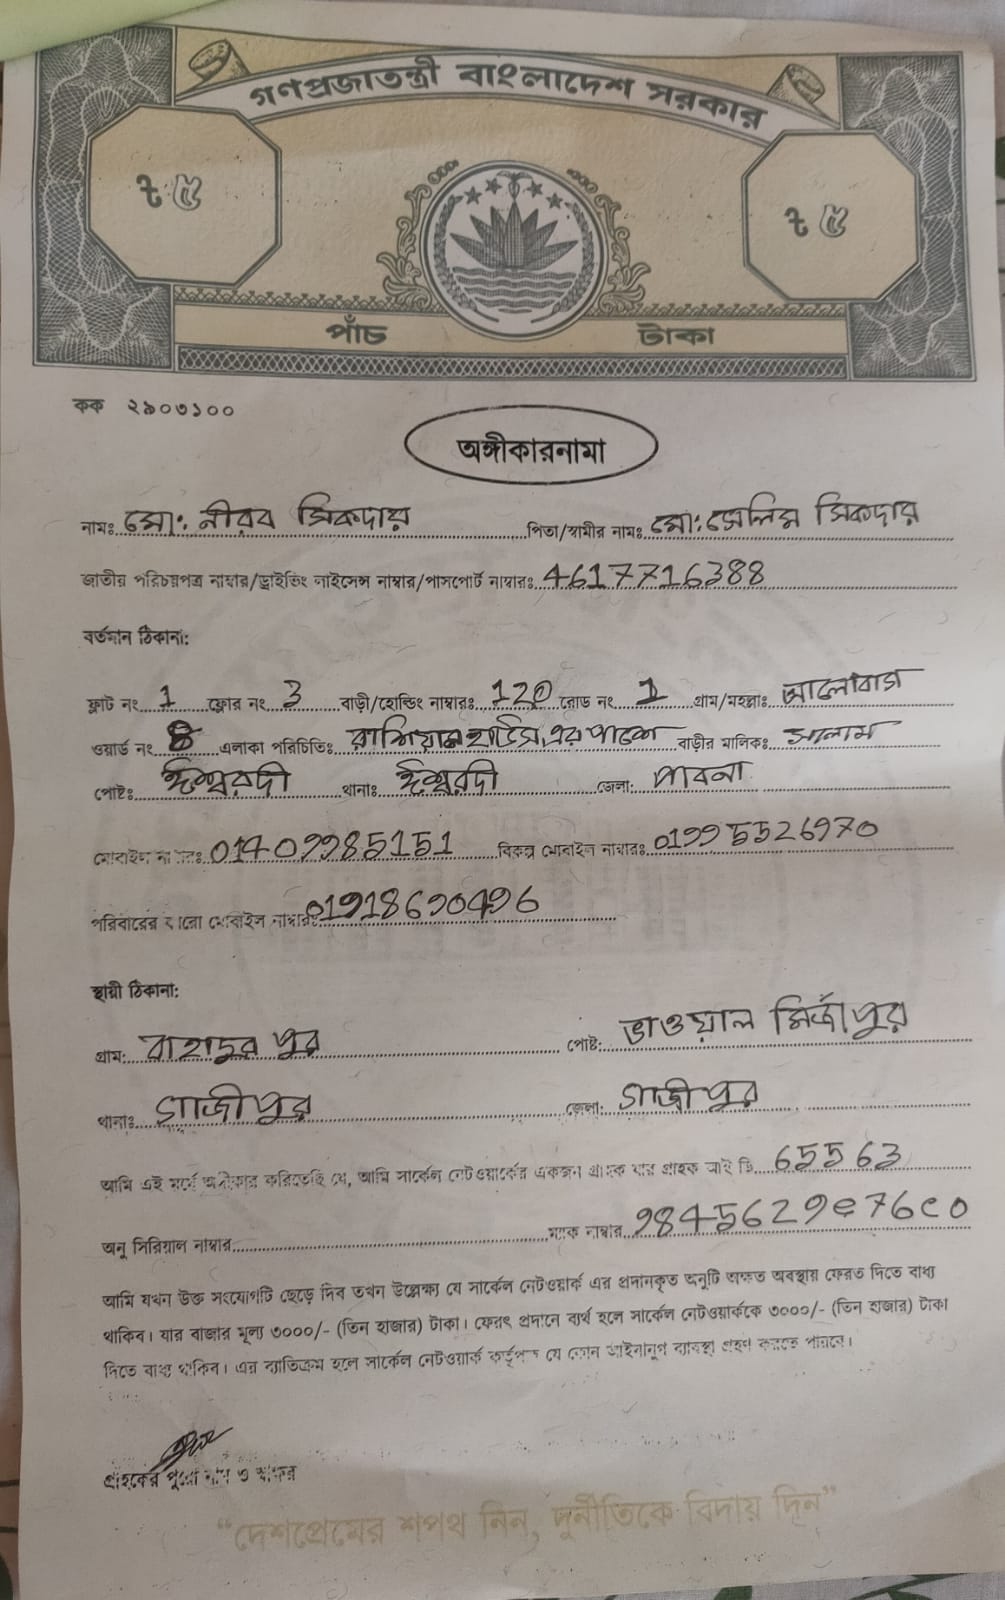 গণপ্রজাতন্ত্রী বাংলাদেশ সরকার
৳ ৫ ৳ ৫
পাঁচ টাকা
কক ২৯০৩১০০
অঙ্গীকারনামা
নামঃ মো: নীরব সিকদার পিতা/স্বামীর নামঃ মো: সেলিম সিকদার
জাতীয় পরিচয়পত্র নাম্বার/ড্রাইভিং লাইসেন্স নাম্বার/পাসপোর্ট নাম্বারঃ 4617716388
বর্তমান ঠিকানা:
ফ্লাট নং 1 ফ্লোর নং 3 বাড়ী/হোল্ডিং নাম্বারঃ 120 রোড নং 1 গ্রাম/মহল্লাঃ আলোবাগ
ওয়ার্ড নং 8 এলাকা পরিচিতিঃ রাশিয়ান হাউস এর পাশে বাড়ীর মালিকঃ সালাম
পোষ্টঃ ঈশ্বরদী থানাঃ ঈশ্বরদী জেলা: পাবনা
মোবাইল 01409985151 বিকল্প মোবাইল নাম্বারঃ 01995526970
পরিবারের কারো মোবাইল নাম্বারঃ 01918690496
স্থায়ী ঠিকানা:
গ্রাম: বাহাদুর পুর পোষ্ট: ভাওয়াল মির্জাপুর
থানাঃ গাজীপুর জেলা: গাজীপুর
আমি এই মর্মে অঙ্গীকার করিতেছি যে, আমি সার্কেল নেটওয়ার্কের একজন গ্রাহক যার গ্রাহক আই ডি 65563
অনু সিরিয়াল নাম্বার ম্যাক নাম্বার 9845629e76c0
আমি যখন উক্ত সংযোগটি ছেড়ে দিব তখন উল্লেক্ষ্য যে সার্কেল নেটওয়ার্ক এর প্রদানকৃত অনুটি অক্ষত অবস্থায় ফেরত দিতে বাধ্য
থাকিব। যার বাজার মূল্য ৩০০০/- (তিন হাজার) টাকা। ফেরৎ প্রদানে ব্যর্থ হলে সার্কেল নেটওয়ার্ককে ৩০০০/- (তিন হাজার) টাকা
দিতে বাধ্য থাকিব। এর ব্যাতিক্রম হলে সার্কেল নেটওয়ার্ক কর্তৃপক্ষ যে কোন আইনানুগ ব্যবস্থা গ্রহণ করতে পারবে।
গ্রাহকের পুরো নাম ও স্বাক্ষর
“দেশপ্রেমের শপথ নিন, দুর্নীতিকে বিদায় দিন”